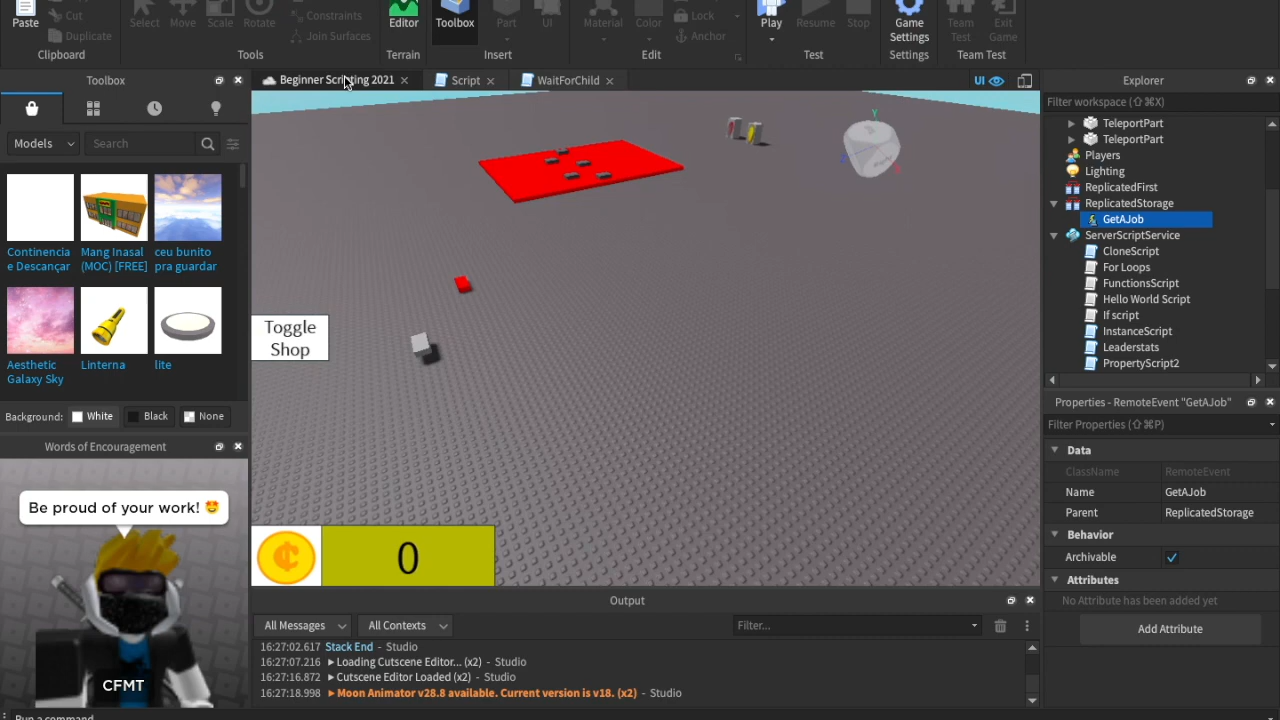 Paste
Cut
Duplicate
Clipboard
Select
Move
Scale
Rotate
Constraints
Join Surfaces
Tools
Editor
Terrain
Toolbox
Part
UI
Insert
Material
Color
Lock
Anchor
Edit
Play
Resume
Stop
Test
Game
Settings
Settings
Team
Test
Exit
Game
Team Test
Toolbox
Beginner Scripting 2021
Script
WaitForChild
UI
Models
Search
Continencia
e Descançar
Mang Inasal
(MOC) [FREE]
ceu bunito
pra guardar
Aesthetic
Galaxy Sky
Linterna
lite
Background:
White
Black
None
Words of Encouragement
Be proud of your work! 🤩
CFMT
Toggle
Shop
0
Output
All Messages
All Contexts
Filter...
16:27:02.617 Stack End - Studio
16:27:07.216 ▶ Loading Cutscene Editor... (x2) - Studio
16:27:16.872 ▶ Cutscene Editor Loaded (x2) - Studio
16:27:18.998 ▶ Moon Animator v28.8 available. Current version is v18. (x2) - Studio
Run a command
Explorer
Filter workspace (⇧⌘X)
TeleportPart
TeleportPart
Players
Lighting
ReplicatedFirst
ReplicatedStorage
GetAJob
ServerScriptService
CloneScript
For Loops
FunctionsScript
Hello World Script
If script
InstanceScript
Leaderstats
PropertyScript2
Properties - RemoteEvent "GetAJob"
Filter Properties (⇧⌘P)
Data
ClassName RemoteEvent
Name GetAJob
Parent ReplicatedStorage
Behavior
Archivable
Attributes
No Attribute has been added yet
Add Attribute